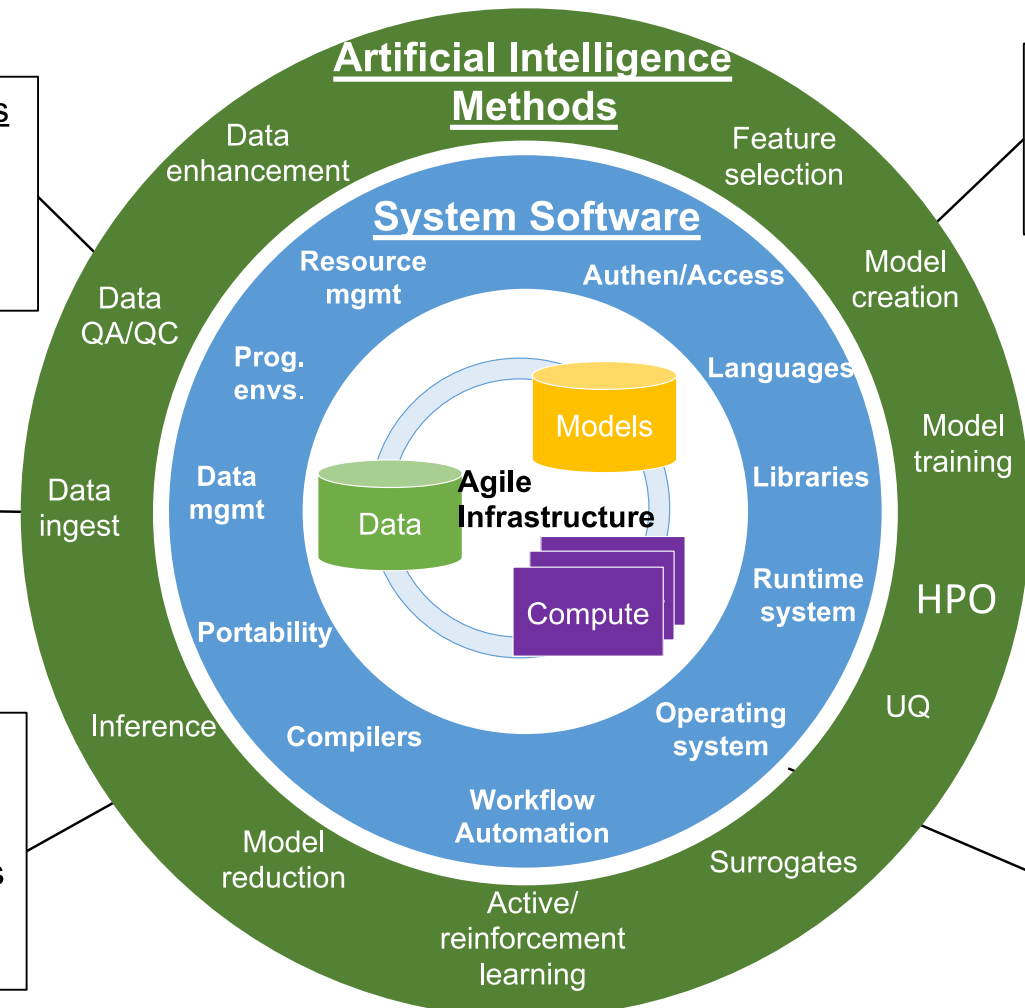 Artificial Intelligence
Methods
Data
enhancement
Feature
selection
System Software
Resource
mgmt
Authen/Access
Model
creation
Data
QA/QC
Prog.
envs.
Languages
Models
Model
training
Data
ingest
Data
mgmt
Libraries
Agile
Infrastructure
Data
Runtime
system
HPO
Compute
Portability
UQ
Inference
Compilers
Operating
system
Workflow
Automation
Model
reduction
Surrogates
Active/
reinforcement
learning